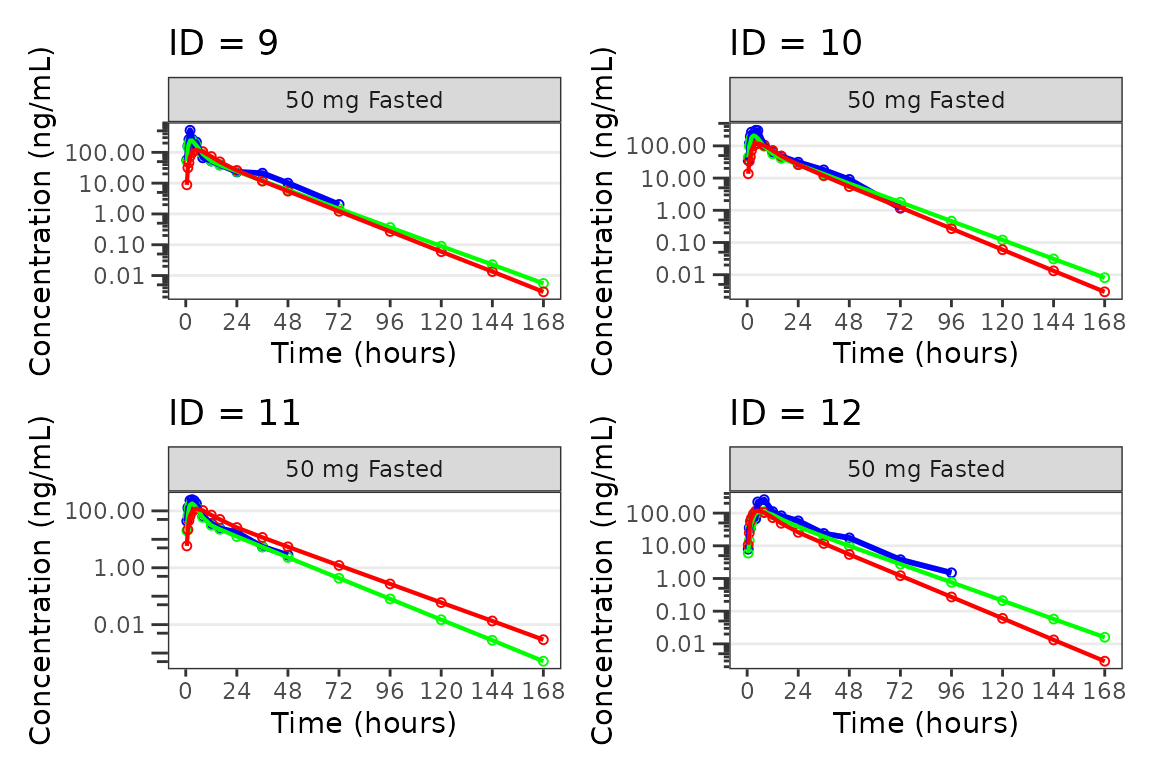 ID = 9
50 mg Fasted
Concentration (ng/mL)
100.00
10.00
1.00
0.10
0.01
0 24 48 72 96 120 144 168
Time (hours)
ID = 10
50 mg Fasted
Concentration (ng/mL)
100.00
10.00
1.00
0.10
0.01
0 24 48 72 96 120 144 168
Time (hours)
ID = 11
50 mg Fasted
Concentration (ng/mL)
100.00
1.00
0.01
0 24 48 72 96 120 144 168
Time (hours)
ID = 12
50 mg Fasted
Concentration (ng/mL)
100.00
10.00
1.00
0.10
0.01
0 24 48 72 96 120 144 168
Time (hours)